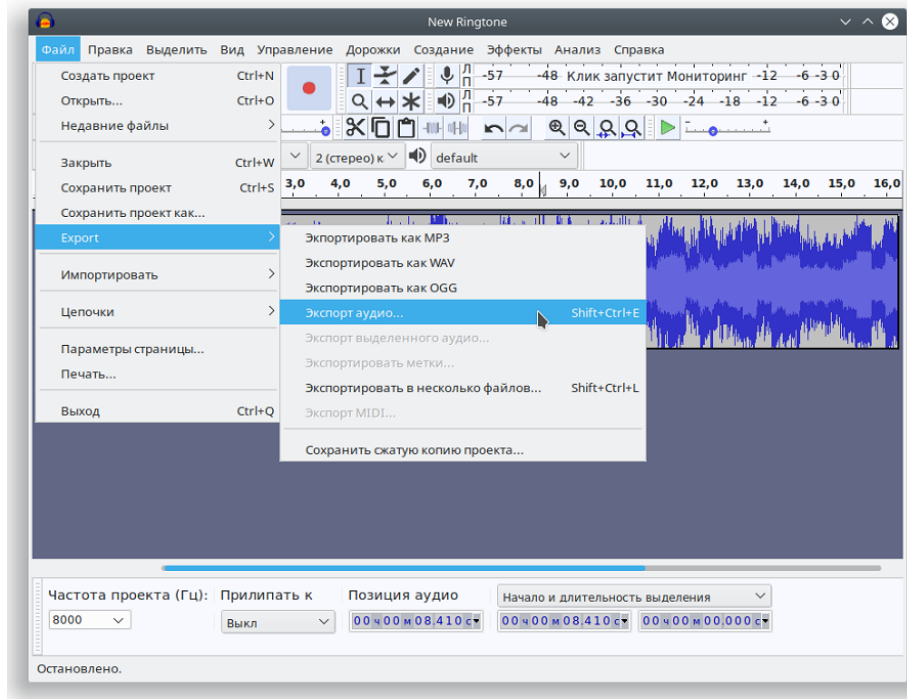 New Ringtone
Файл Правка Выделить Вид Управление Дорожки Создание Эффекты Анализ Справка
Создать проект Ctrl+N
Открыть... Ctrl+O
Недавние файлы
Закрыть Ctrl+W
Сохранить проект Ctrl+S
Сохранить проект как...
Export
Импортировать
Цепочки
Параметры страницы...
Печать...
Выход Ctrl+Q
Л П -57 -48 Клик запустит Мониторинг -12 -6 -3 0
Л П -57 -48 -42 -36 -30 -24 -18 -12 -6 -3 0
2 (стерео) к default
3,0 4,0 5,0 6,0 7,0 8,0 9,0 10,0 11,0 12,0 13,0 14,0 15,0 16,0
Экпортировать как MP3
Экспортировать как WAV
Экспортировать как OGG
Экспорт аудио... Shift+Ctrl+E
Экспорт выделенного аудио...
Экспортировать метки...
Экспортировать в несколько файлов... Shift+Ctrl+L
Экспорт MIDI...
Сохранить сжатую копию проекта...
Частота проекта (Гц): Прилипать к Позиция аудио Начало и длительность выделения
8000 Выкл 00 ч 00 м 08,410 с 00 ч 00 м 08,410 с 00 ч 00 м 00,000 с
Остановлено.